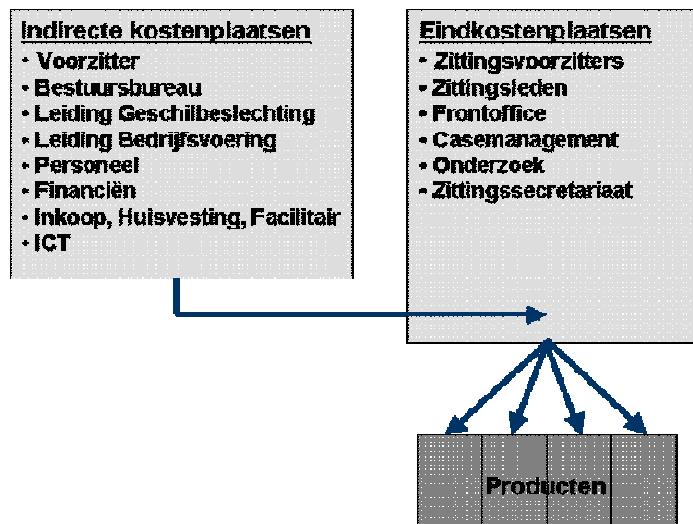 Indirecte kostenplaatsen
• Voorzitter
• Bestuursbureau
• Leiding Geschilbeslechting
• Leiding Bedrijfsvoering
• Personeel
• Financiën
• Inkoop, Huisvesting, Facilitair
• ICT
Eindkostenplaatsen
• Zittingsvoorzitters
• Zittingsleden
• Frontoffice
• Casemanagement
• Onderzoek
• Zittingssecretariaat
Producten